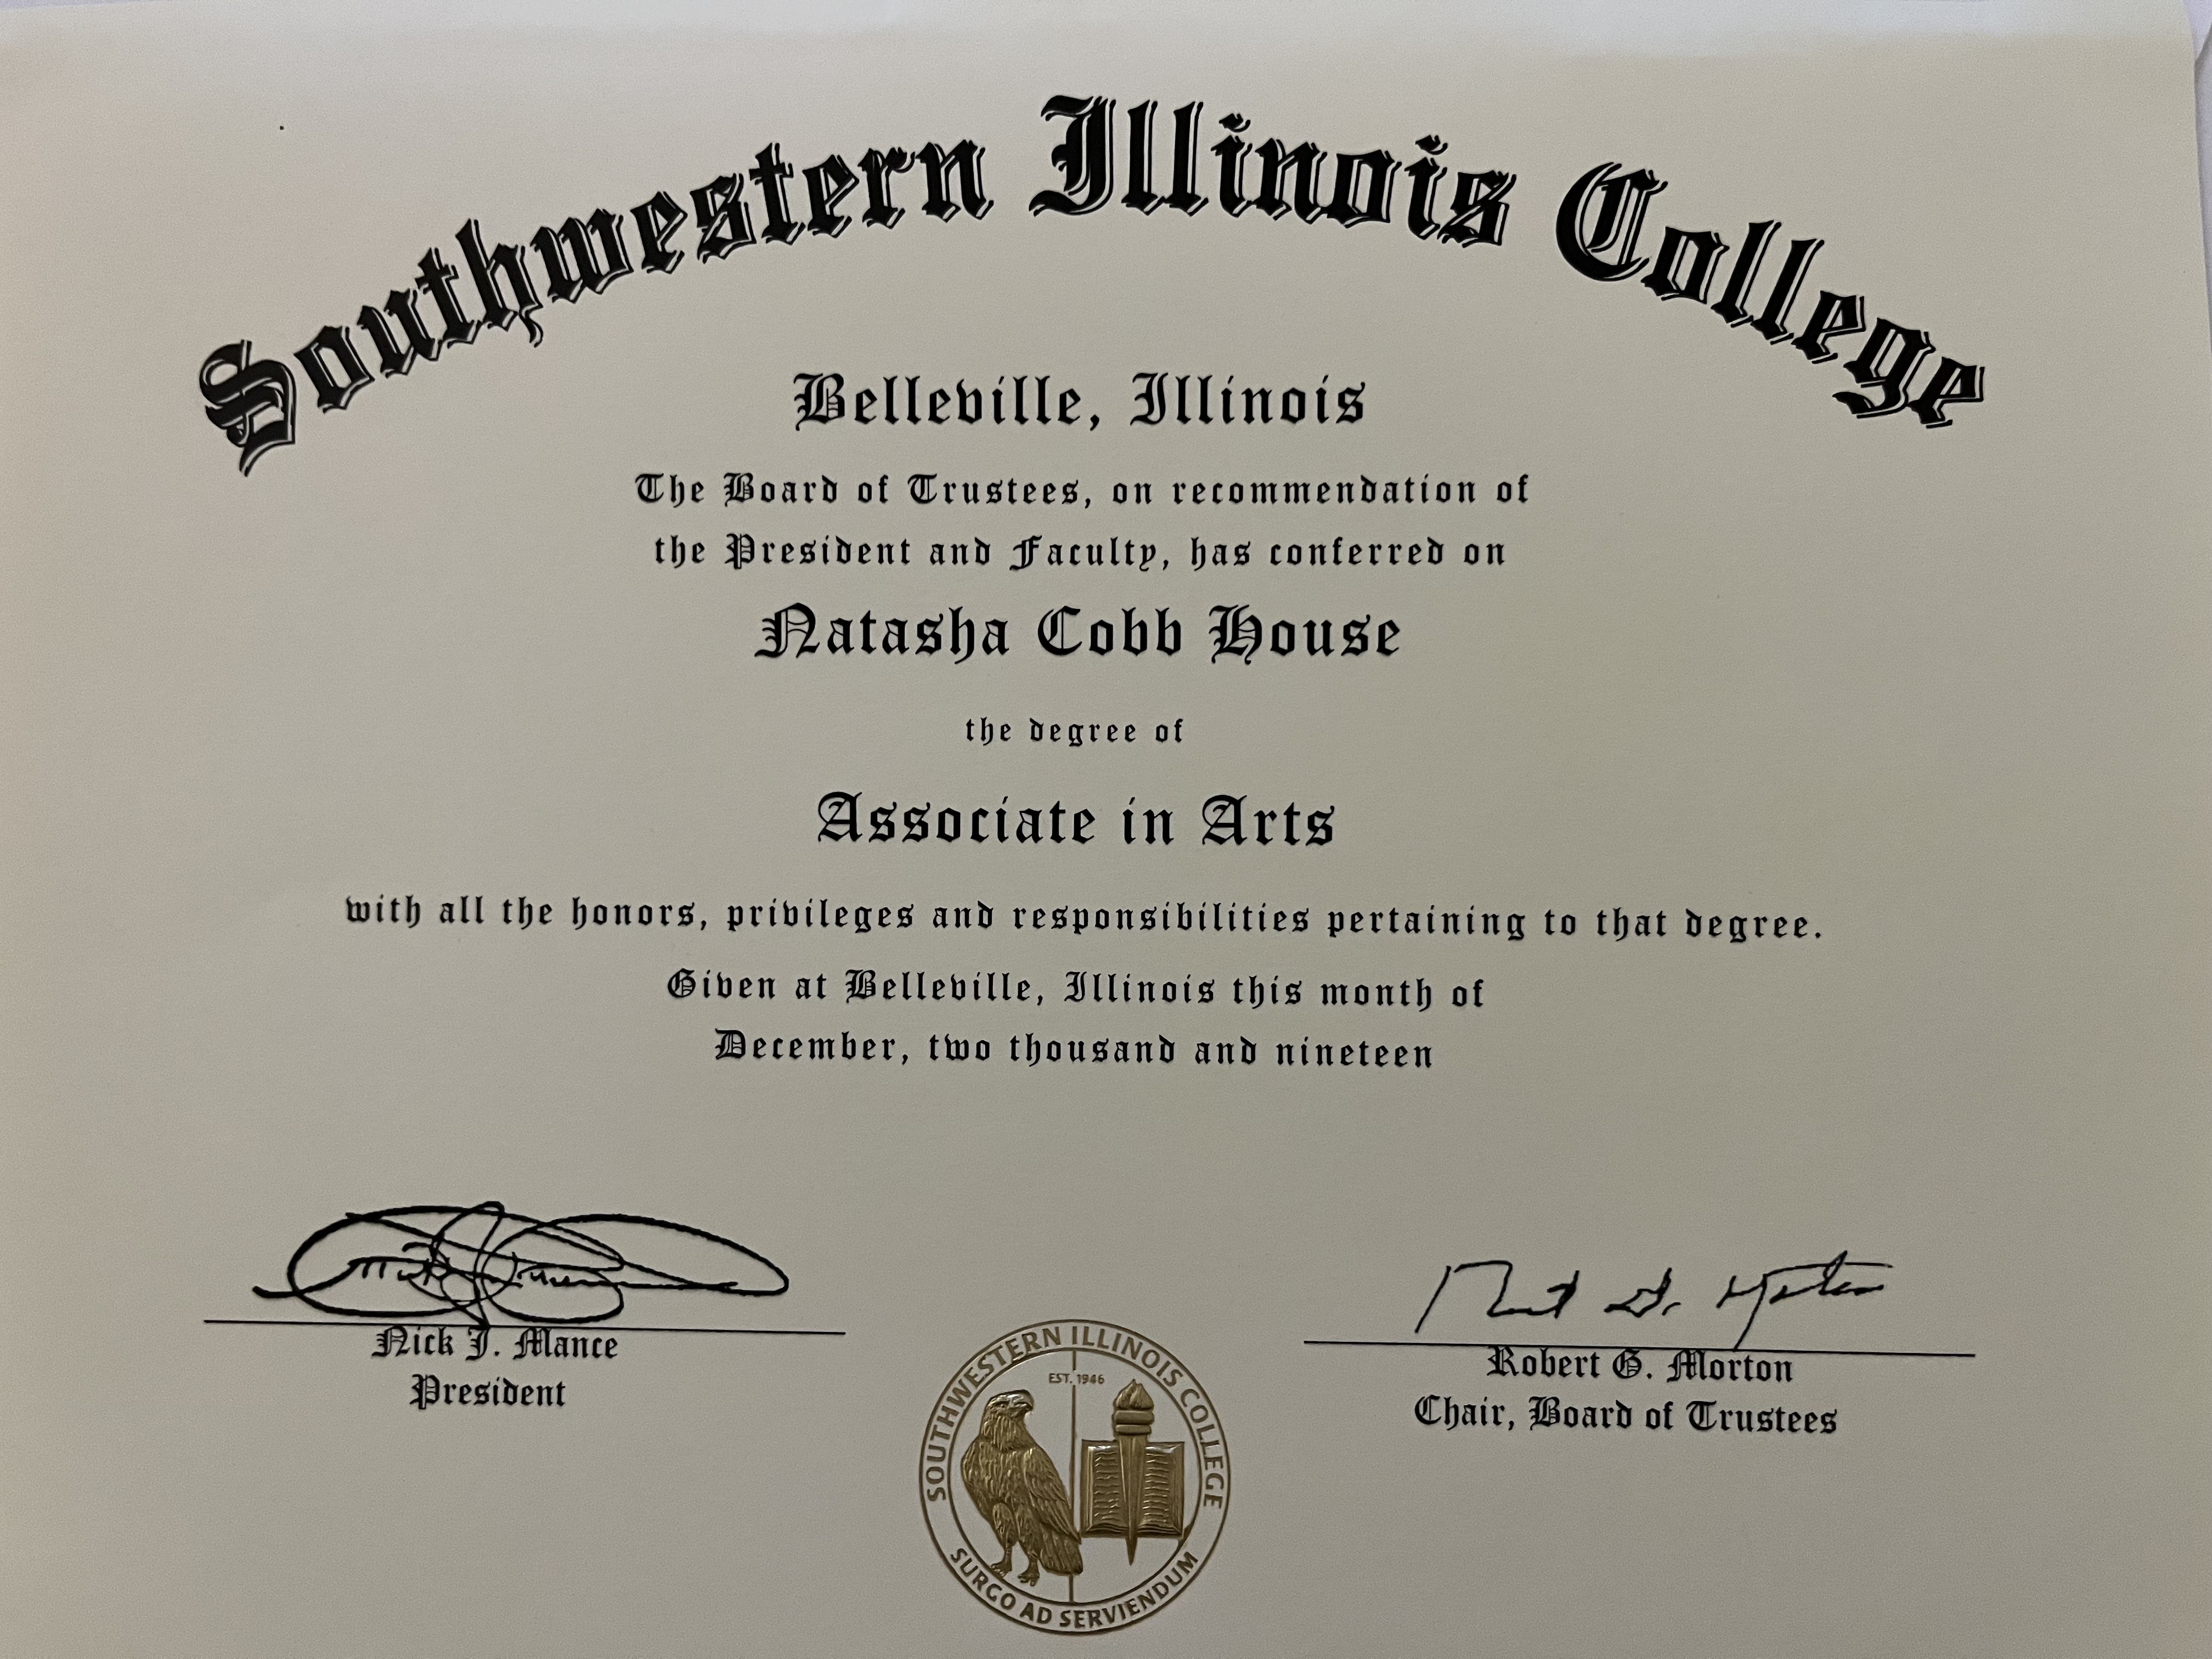 Southwestern Illinois College
Belleville, Illinois
The Board of Trustees, on recommendation of
the President and Faculty, has conferred on
Natasha Cobb House
the degree of
Associate in Arts
with all the honors, privileges and responsibilities pertaining to that degree.
Given at Belleville, Illinois this month of
December, two thousand and nineteen
Nick J. Mance
President
Robert G. Morton
Chair, Board of Trustees
SOUTHWESTERN ILLINOIS COLLEGE
EST. 1946
SURGO AD SERVIENDUM